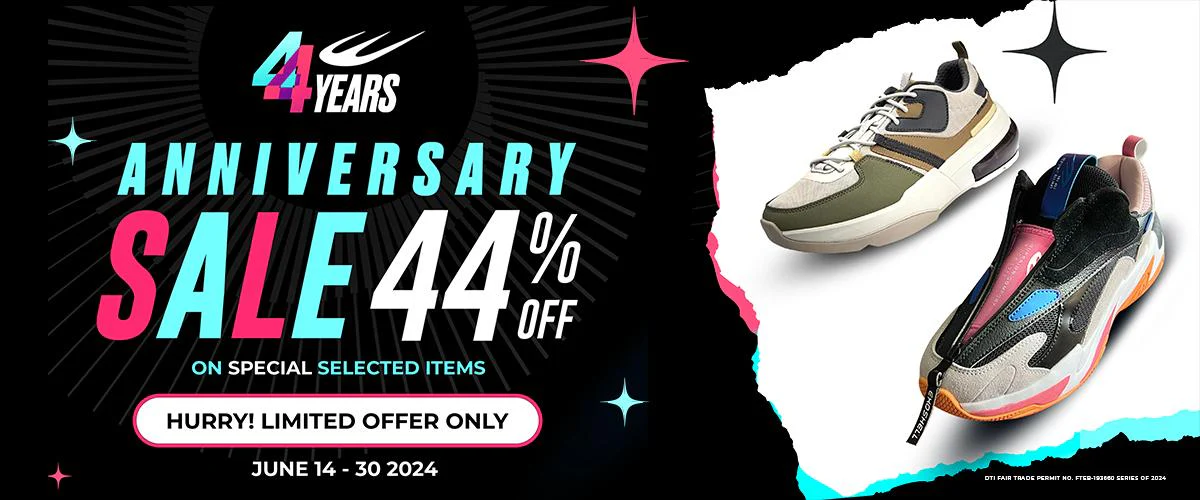 44 YEARS
ANNIVERSARY
SALE 44% OFF
ON SPECIAL SELECTED ITEMS
HURRY! LIMITED OFFER ONLY
JUNE 14 - 30 2024
EXOSHELL
DTI FAIR TRADE PERMIT NO. FTEB-193660 SERIES OF 2024